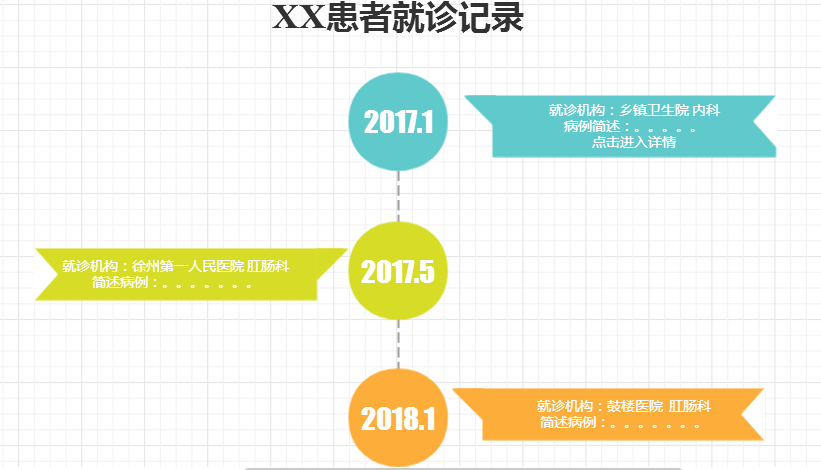 XX患者就诊记录
2017.1
就诊机构：乡镇卫生院 内科
病例简述：。。。。。
点击进入详情
2017.5
就诊机构：徐州第一人民医院 肛肠科
简述病例：。。。。。。。
2018.1
就诊机构：鼓楼医院 肛肠科
简述病例：。。。。。。。